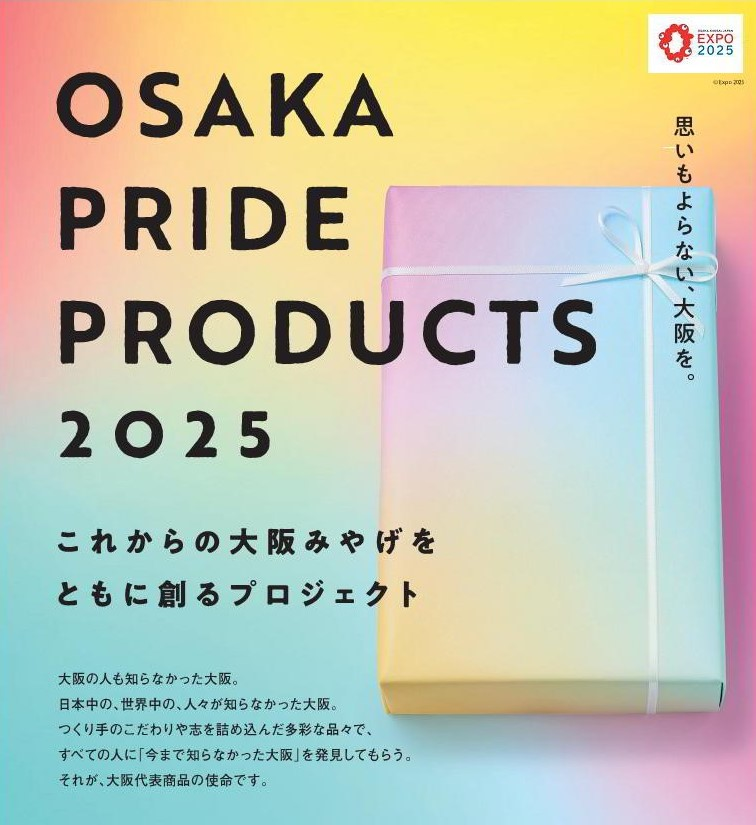 OSAKA
PRIDE
PRODUCTS
2025
OSAKA, KANSAI, JAPAN
EXPO
2025
©Expo 2025
思いもよらない、大阪を。
これからの大阪みやげを
ともに創るプロジェクト
大阪の人も知らなかった大阪。
日本中の、世界中の、人々が知らなかった大阪。
つくり手のこだわりや志を詰め込んだ多彩な品々で、
すべての人に「今まで知らなかった大阪」を発見してもらう。
それが、大阪代表商品の使命です。